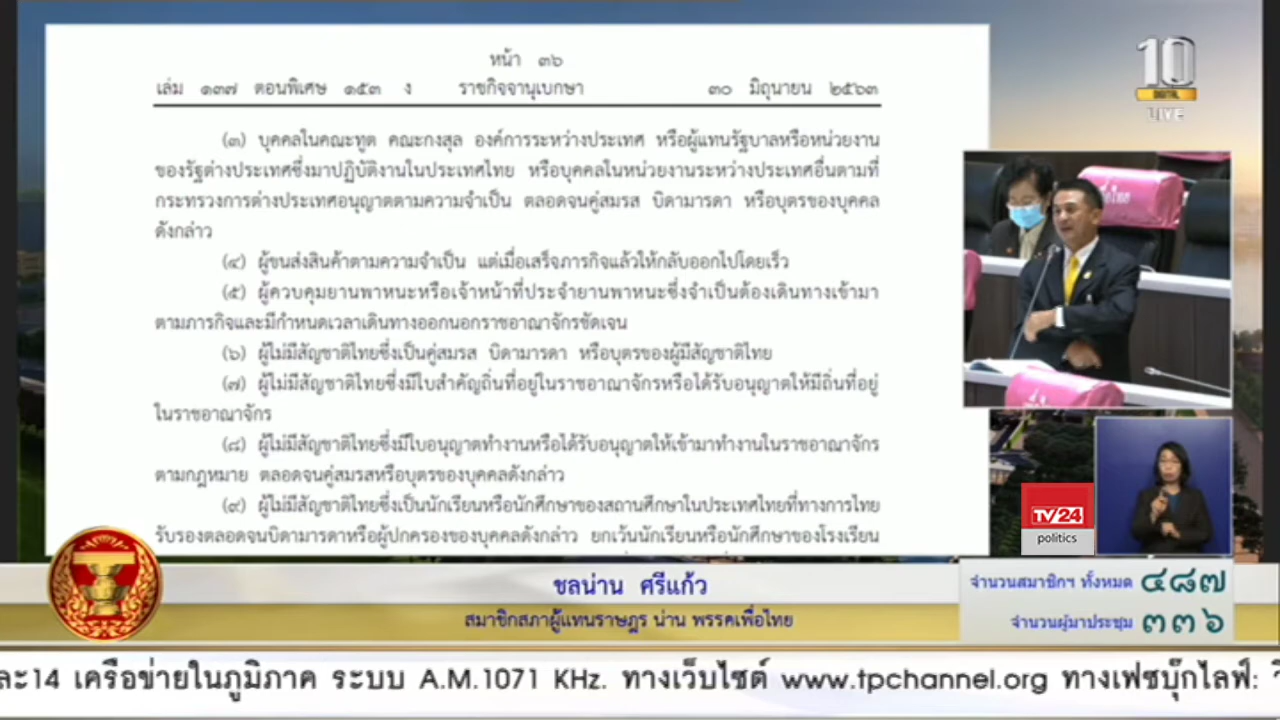 หน้า ๓๖
เล่ม ๑๓๗ ตอนพิเศษ ๑๕๓ ง ราชกิจจานุเบกษา ๓๐ มิถุนายน ๒๕๖๓
(๓) บุคคลในคณะทูต คณะกงสุล องค์การระหว่างประเทศ หรือผู้แทนรัฐบาลหรือหน่วยงาน
ของรัฐต่างประเทศซึ่งมาปฏิบัติงานในประเทศไทย หรือบุคคลในหน่วยงานระหว่างประเทศอื่นตามที่
กระทรวงการต่างประเทศอนุญาตตามความจำเป็น ตลอดจนคู่สมรส บิดามารดา หรือบุตรของบุคคล
ดังกล่าว
(๔) ผู้ขนส่งสินค้าตามความจำเป็น แต่เมื่อเสร็จภารกิจแล้วให้กลับออกไปโดยเร็ว
(๕) ผู้ควบคุมยานพาหนะหรือเจ้าหน้าที่ประจำยานพาหนะซึ่งจำเป็นต้องเดินทางเข้ามา
ตามภารกิจและมีกำหนดเวลาเดินทางออกนอกราชอาณาจักรชัดเจน
(๖) ผู้ไม่มีสัญชาติไทยซึ่งเป็นคู่สมรส บิดามารดา หรือบุตรของผู้มีสัญชาติไทย
(๗) ผู้ไม่มีสัญชาติไทยซึ่งมีใบสำคัญถิ่นที่อยู่ในราชอาณาจักรหรือได้รับอนุญาตให้มีถิ่นที่อยู่
ในราชอาณาจักร
(๘) ผู้ไม่มีสัญชาติไทยซึ่งมีใบอนุญาตทำงานหรือได้รับอนุญาตให้เข้ามาทำงานในราชอาณาจักร
ตามกฎหมาย ตลอดจนคู่สมรสหรือบุตรของบุคคลดังกล่าว
(๙) ผู้ไม่มีสัญชาติไทยซึ่งเป็นนักเรียนหรือนักศึกษาของสถานศึกษาในประเทศไทยที่ทางการไทย
รับรองตลอดจนบิดามารดาหรือผู้ปกครองของบุคคลดังกล่าว ยกเว้นนักเรียนหรือนักศึกษาของโรงเรียน
10
DIGITAL
LIVE
TV24
politics
ชลน่าน ศรีแก้ว
สมาชิกสภาผู้แทนราษฎร น่าน พรรคเพื่อไทย
จำนวนสมาชิกฯ ทั้งหมด ๔๘๗
จำนวนผู้มาประชุม ๓๓๖
ละ14 เครือข่ายในภูมิภาค ระบบ A.M.1071 KHz. ทางเว็บไซต์ www.tpchannel.org ทางเฟซบุ๊กไลฟ์: